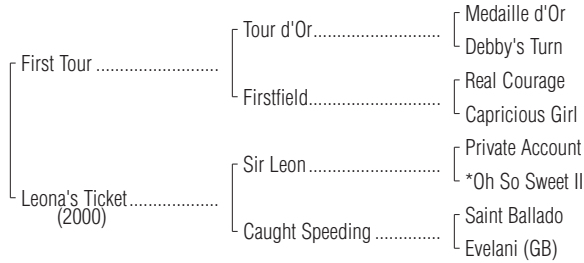 Medaille d'Or
Tour d'Or
Debby's Turn
First Tour
Real Courage
Firstfield
Capricious Girl
Private Account
Sir Leon
*Oh So Sweet II
Leona's Ticket
(2000)
Saint Ballado
Caught Speeding
Evelani (GB)